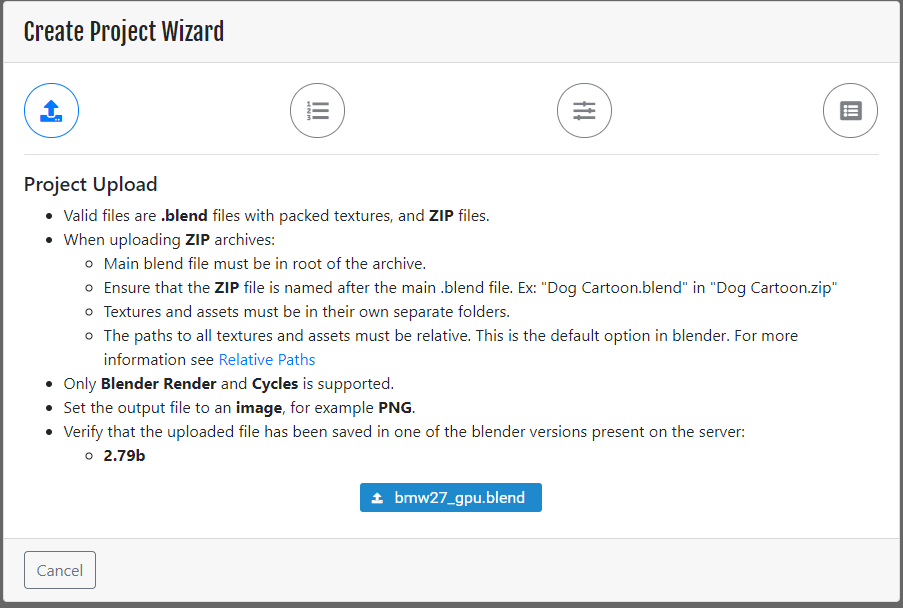 Create Project Wizard
Project Upload
Valid files are .blend files with packed textures, and ZIP files.
When uploading ZIP archives:
Main blend file must be in root of the archive.
Ensure that the ZIP file is named after the main .blend file. Ex: "Dog Cartoon.blend" in "Dog Cartoon.zip"
Textures and assets must be in their own separate folders.
The paths to all textures and assets must be relative. This is the default option in blender. For more
information see Relative Paths
Only Blender Render and Cycles is supported.
Set the output file to an image, for example PNG.
Verify that the uploaded file has been saved in one of the blender versions present on the server:
2.79b
bmw27_gpu.blend
Cancel